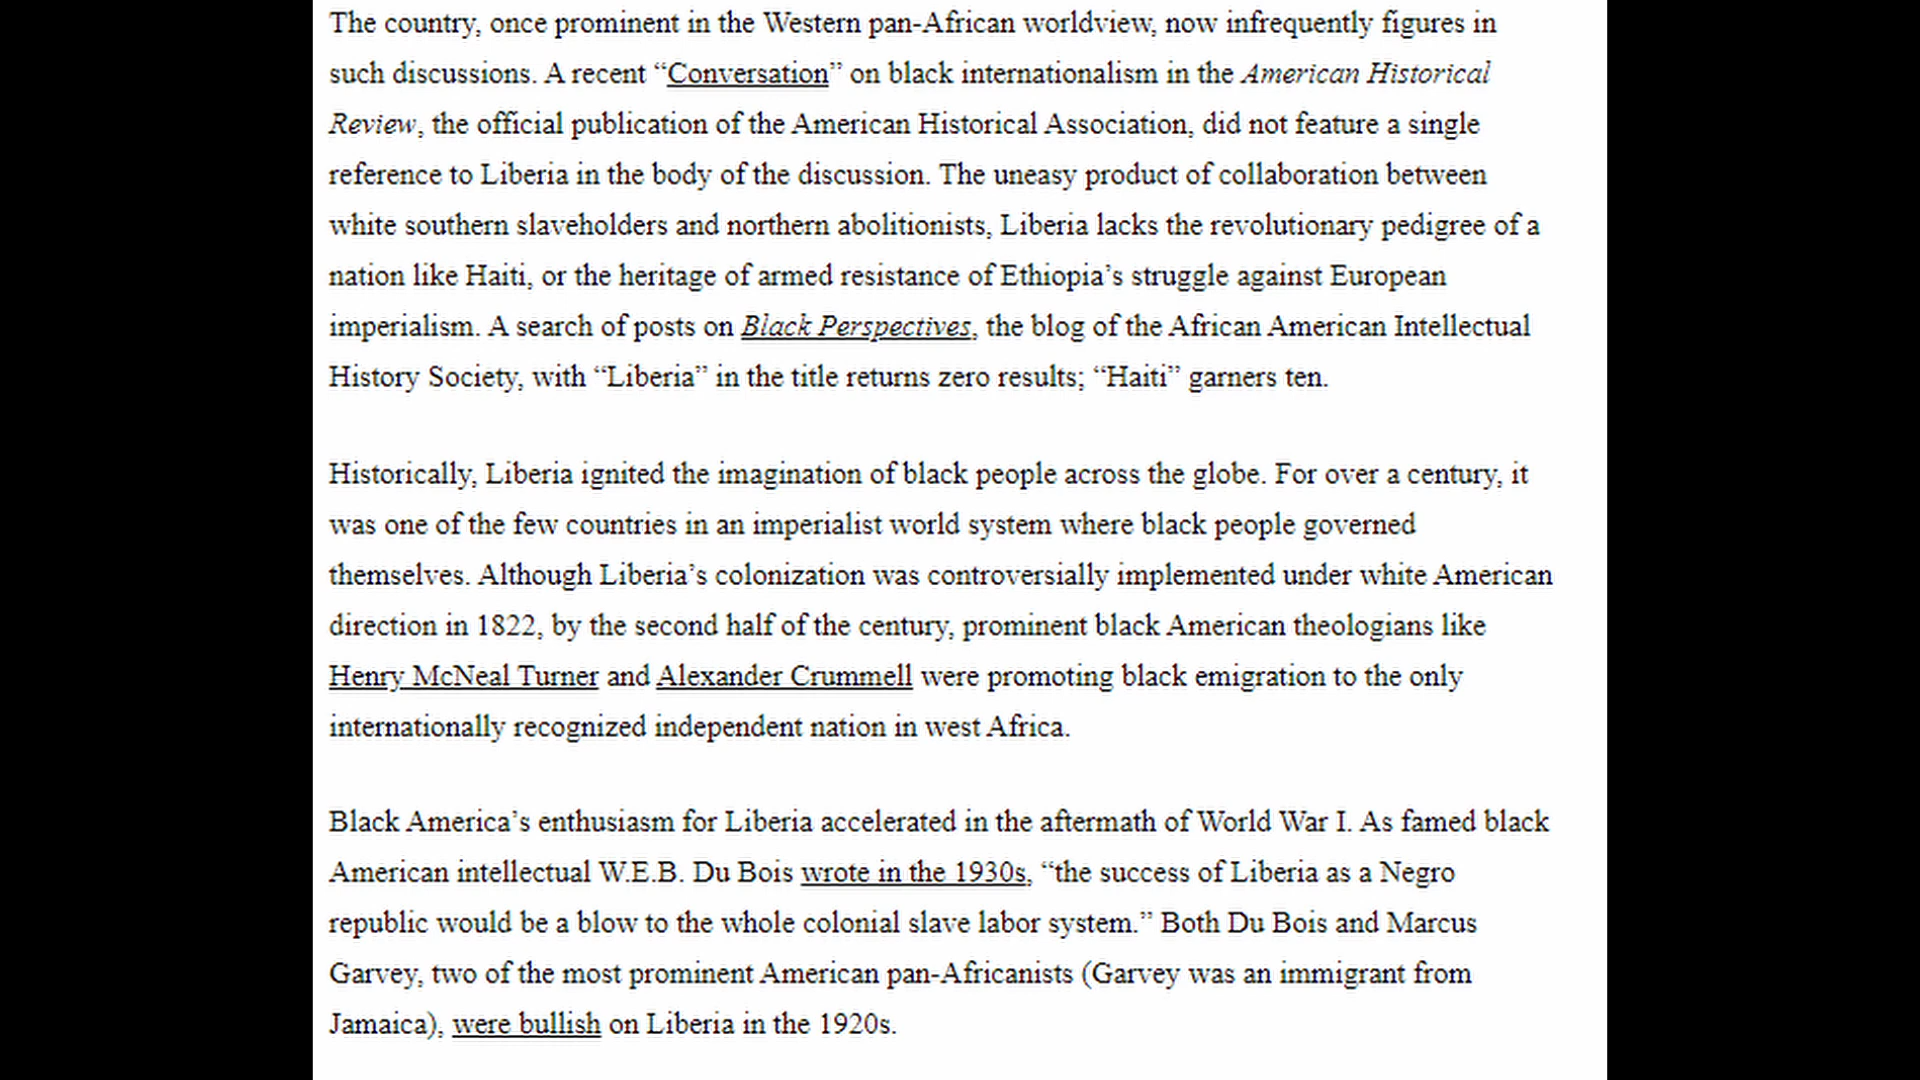 The country, once prominent in the Western pan-African worldview, now infrequently figures in
such discussions. A recent “Conversation” on black internationalism in the American Historical
Review, the official publication of the American Historical Association, did not feature a single
reference to Liberia in the body of the discussion. The uneasy product of collaboration between
white southern slaveholders and northern abolitionists, Liberia lacks the revolutionary pedigree of a
nation like Haiti, or the heritage of armed resistance of Ethiopia’s struggle against European
imperialism. A search of posts on Black Perspectives, the blog of the African American Intellectual
History Society, with “Liberia” in the title returns zero results; “Haiti” garners ten.
Historically, Liberia ignited the imagination of black people across the globe. For over a century, it
was one of the few countries in an imperialist world system where black people governed
themselves. Although Liberia’s colonization was controversially implemented under white American
direction in 1822, by the second half of the century, prominent black American theologians like
Henry McNeal Turner and Alexander Crummell were promoting black emigration to the only
internationally recognized independent nation in west Africa.
Black America’s enthusiasm for Liberia accelerated in the aftermath of World War I. As famed black
American intellectual W.E.B. Du Bois wrote in the 1930s, “the success of Liberia as a Negro
republic would be a blow to the whole colonial slave labor system.” Both Du Bois and Marcus
Garvey, two of the most prominent American pan-Africanists (Garvey was an immigrant from
Jamaica), were bullish on Liberia in the 1920s.